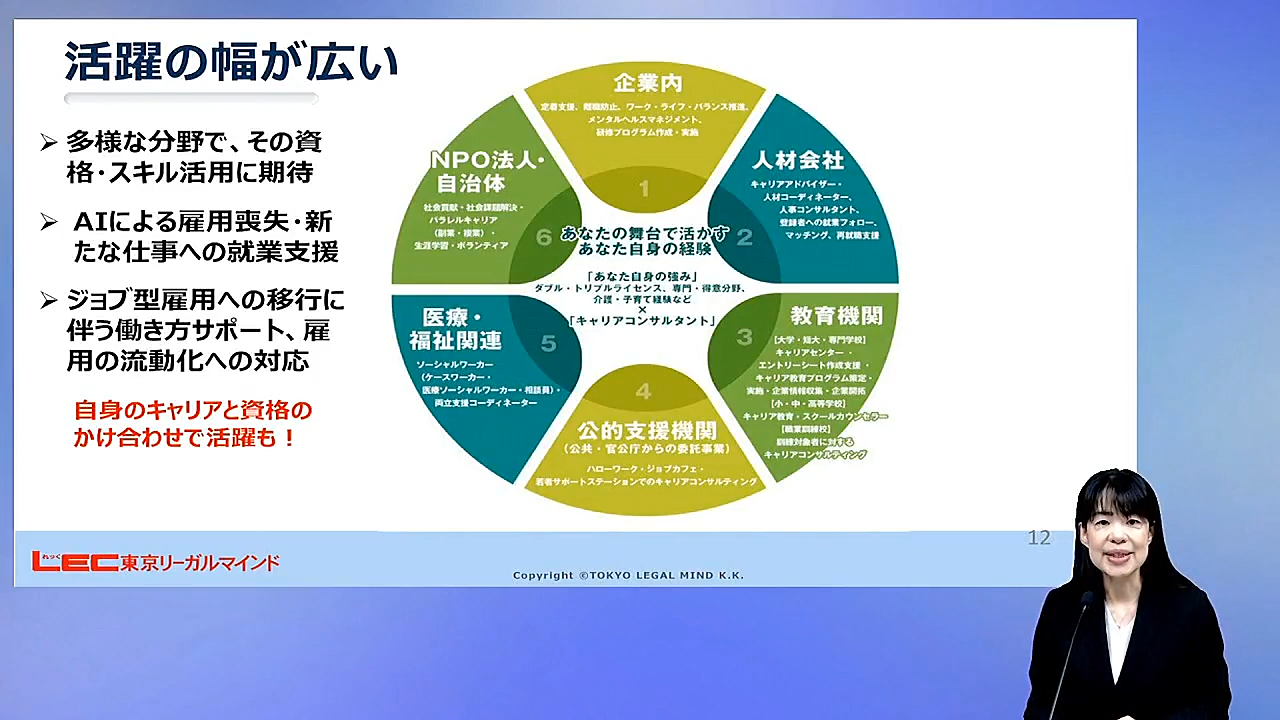 活躍の幅が広い
多様な分野で、その資
格・スキル活用に期待
AIによる雇用喪失・新
たな仕事への就業支援
ジョブ型雇用への移行に
伴う働き方サポート、雇
用の流動化への対応
自身のキャリアと資格の
かけ合わせで活躍も！
企業内
定着支援、離職防止、ワーク・ライフ・バランス推進、
メンタルヘルスマネジメント、
研修プログラム作成・実施
1
人材会社
キャリアアドバイザー・
人材コーディネーター、
人事コンサルタント、
登録者への就業フォロー、
マッチング、再就職支援
2
教育機関
【大学・短大・専門学校】
キャリアセンター・
エントリーシート作成支援・
キャリア教育プログラム策定・
実施・企業情報収集・企業開拓
【小・中・高等学校】
キャリア教育・スクールカウンセラー
【職業訓練校】
訓練対象者に対する
キャリアコンサルティング
3
4
公的支援機関
（公共・官公庁からの委託事業）
ハローワーク・ジョブカフェ・
若者サポートステーションでのキャリアコンサルティング
医療・
福祉関連
ソーシャルワーカー
（ケースワーカー・
医療ソーシャルワーカー・相談員）・
両立支援コーディネーター
5
NPO法人・
自治体
社会貢献・社会課題解決・
パラレルキャリア
（副業・複業）・
生涯学習・ボランティア
6
あなたの舞台で活かす
あなた自身の経験
「あなた自身の強み」
ダブル・トリプルライセンス、専門・得意分野、
介護・子育て経験など
×
「キャリアコンサルタント」
れっく
LEC東京リーガルマインド
Copyright ©TOKYO LEGAL MIND K.K.
12